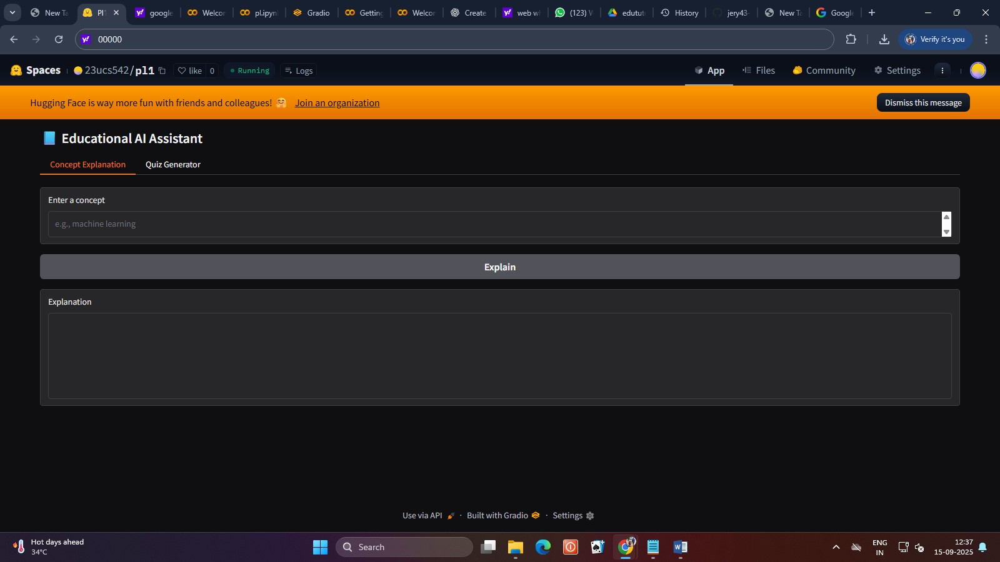 New Ta
Pl1
google
Welcor
pl.ipyn
Gradio
Getting
Welcor
Create
web wh
(123) W
edutut
History
jery43-
New Ta
Google
00000
Verify it's you
Spaces
23ucs542/pl1
like 0
Running
Logs
App
Files
Community
Settings
Hugging Face is way more fun with friends and colleagues! 🤗 Join an organization
Dismiss this message
Educational AI Assistant
Concept Explanation
Quiz Generator
Enter a concept
e.g., machine learning
Explain
Explanation
Use via API · Built with Gradio · Settings
Hot days ahead
34°C
Search
ENG
IN
12:37
15-09-2025